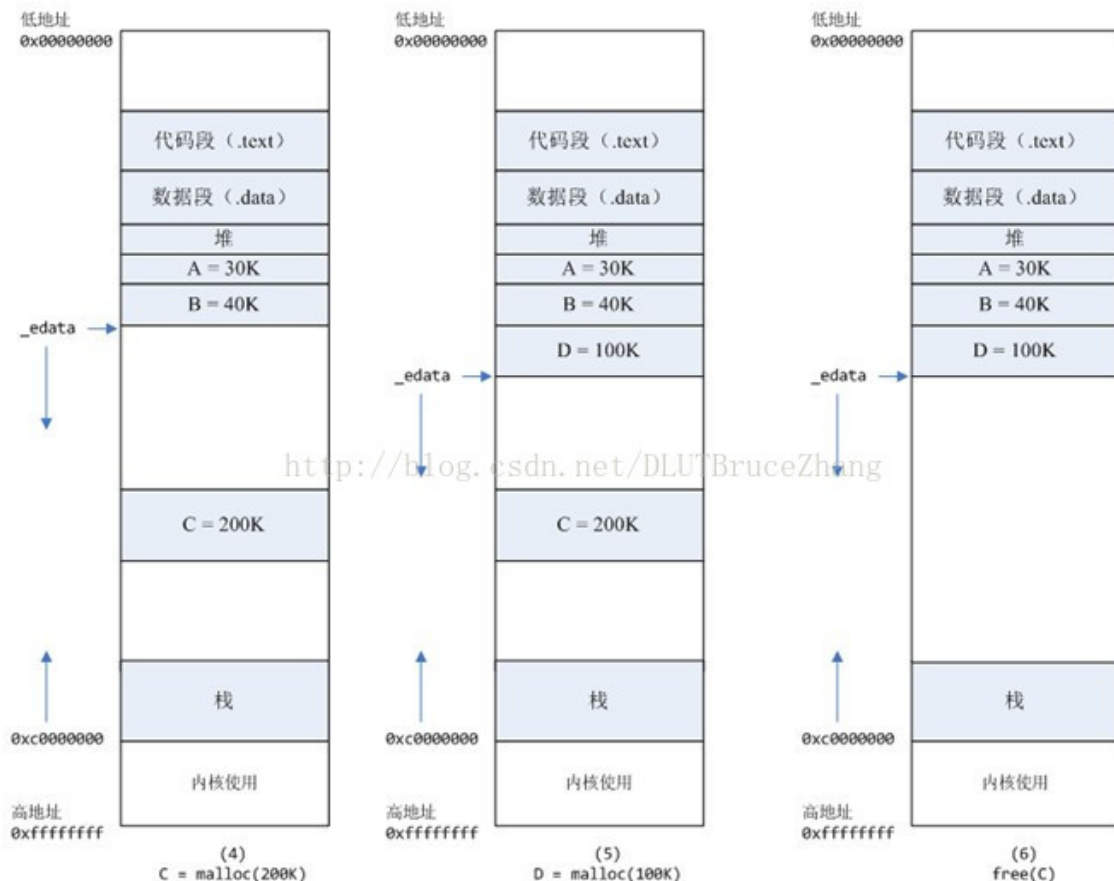 低地址
0x00000000
代码段（.text）
数据段（.data）
堆
A = 30K
B = 40K
_edata
C = 200K
栈
0xc0000000
内核使用
高地址
0xffffffff
(4)
C = malloc(200K)
低地址
0x00000000
代码段（.text）
数据段（.data）
堆
A = 30K
B = 40K
D = 100K
_edata
C = 200K
栈
0xc0000000
内核使用
高地址
0xffffffff
(5)
D = malloc(100K)
低地址
0x00000000
代码段（.text）
数据段（.data）
堆
A = 30K
B = 40K
D = 100K
_edata
栈
0xc0000000
内核使用
高地址
0xffffffff
(6)
free(C)
http://blog.csdn.net/DLUTBruceZhang